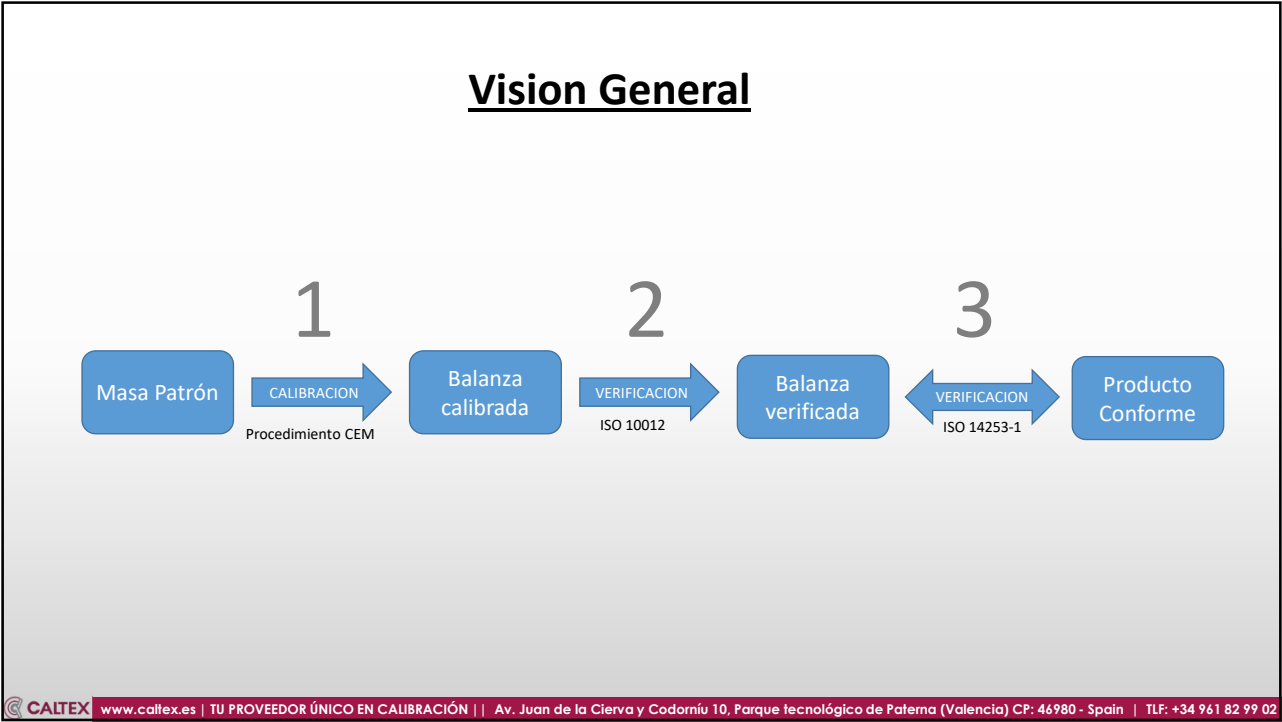 Vision General
1
2
3
Masa Patrón
CALIBRACION
Procedimiento CEM
Balanza
calibrada
VERIFICACION
ISO 10012
Balanza
verificada
VERIFICACION
ISO 14253-1
Producto
Conforme
CALTEX www.caltex.es | TU PROVEEDOR ÚNICO EN CALIBRACIÓN || Av. Juan de la Cierva y Codorníu 10, Parque tecnológico de Paterna (Valencia) CP: 46980 - Spain | TLF: +34 961 82 99 02